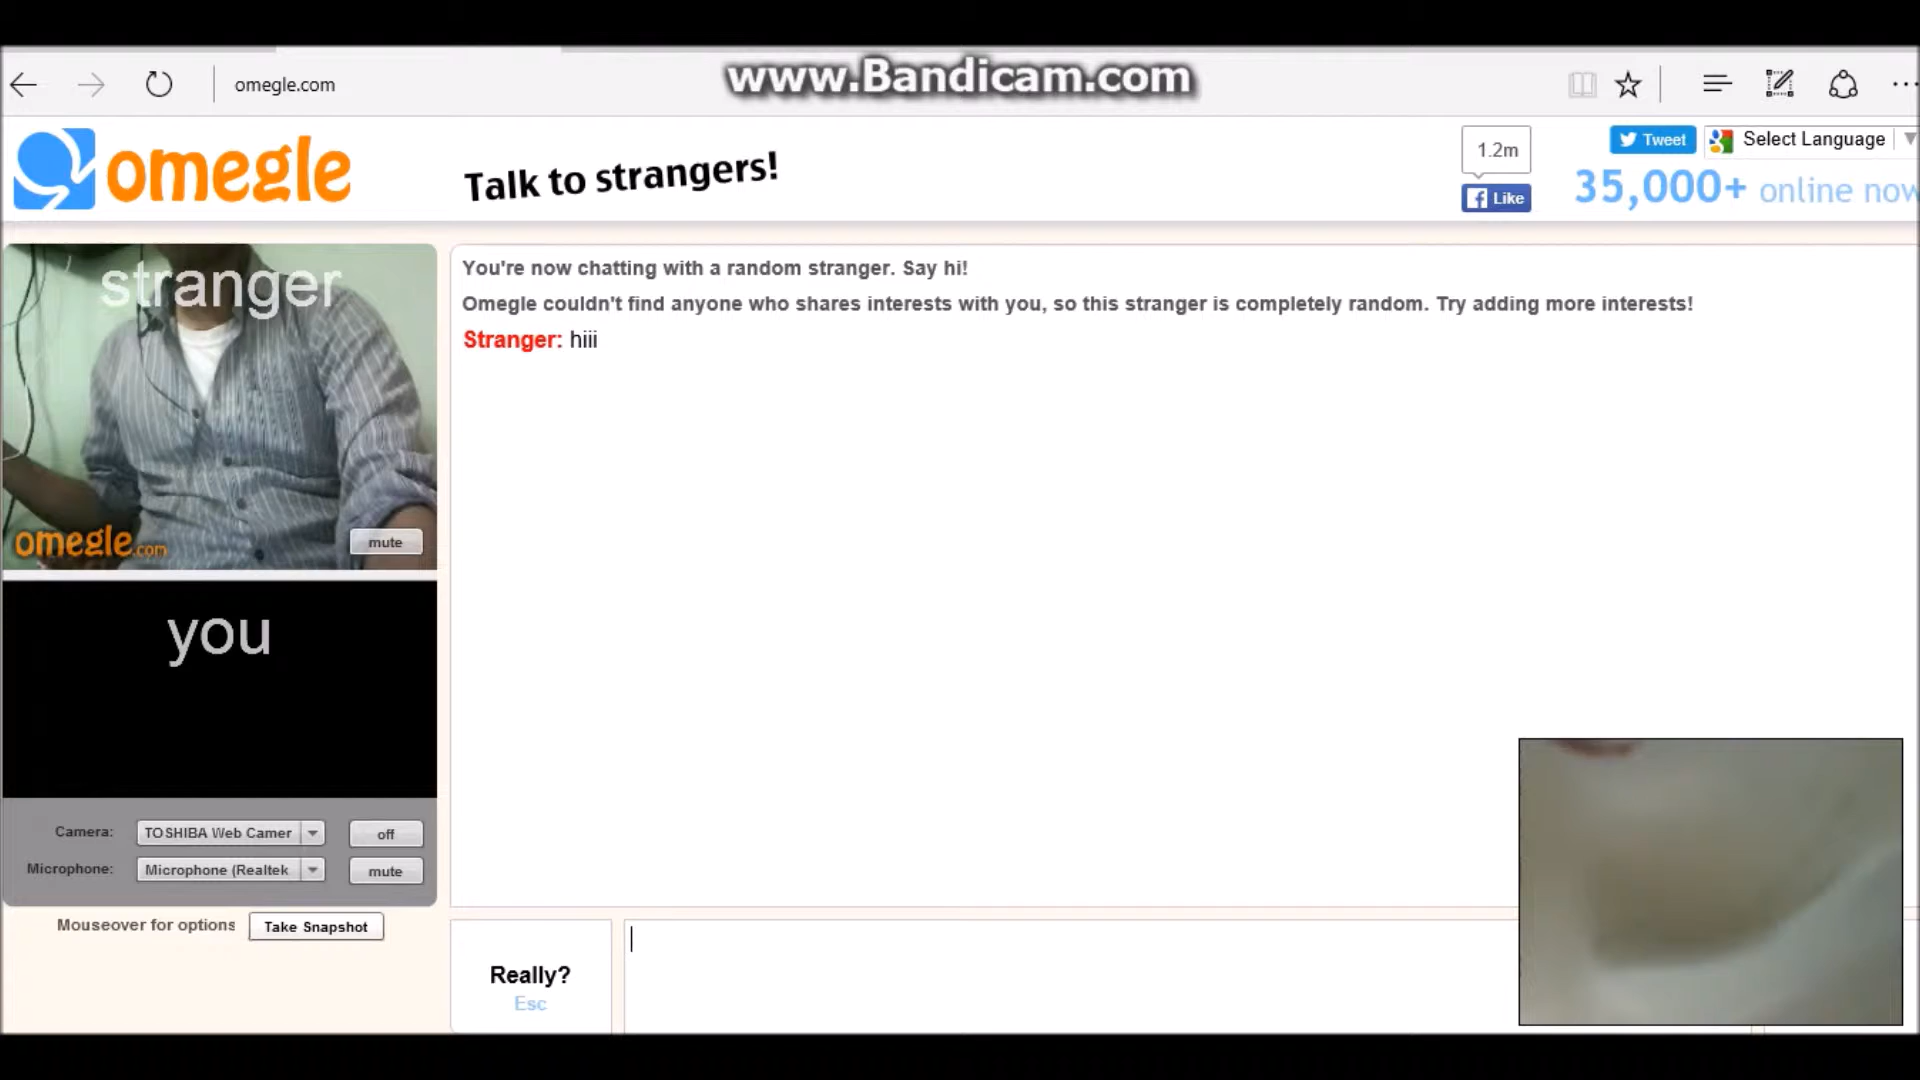 www.Bandicam.com
omegle.com
omegle
Talk to strangers!
1.2m
Like
Tweet
Select Language
35,000+ online now
stranger
omegle.com
mute
you
Camera: TOSHIBA Web Camer
off
Microphone: Microphone (Realtek
mute
Mouseover for options
Take Snapshot
You're now chatting with a random stranger. Say hi!
Omegle couldn't find anyone who shares interests with you, so this stranger is completely random. Try adding more interests!
Stranger: hiii
Really?
Esc